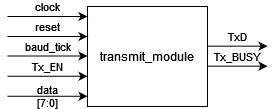 clock
reset
baud_tick
Tx_EN
data
[7:0]
transmit_module
TxD
Tx_BUSY